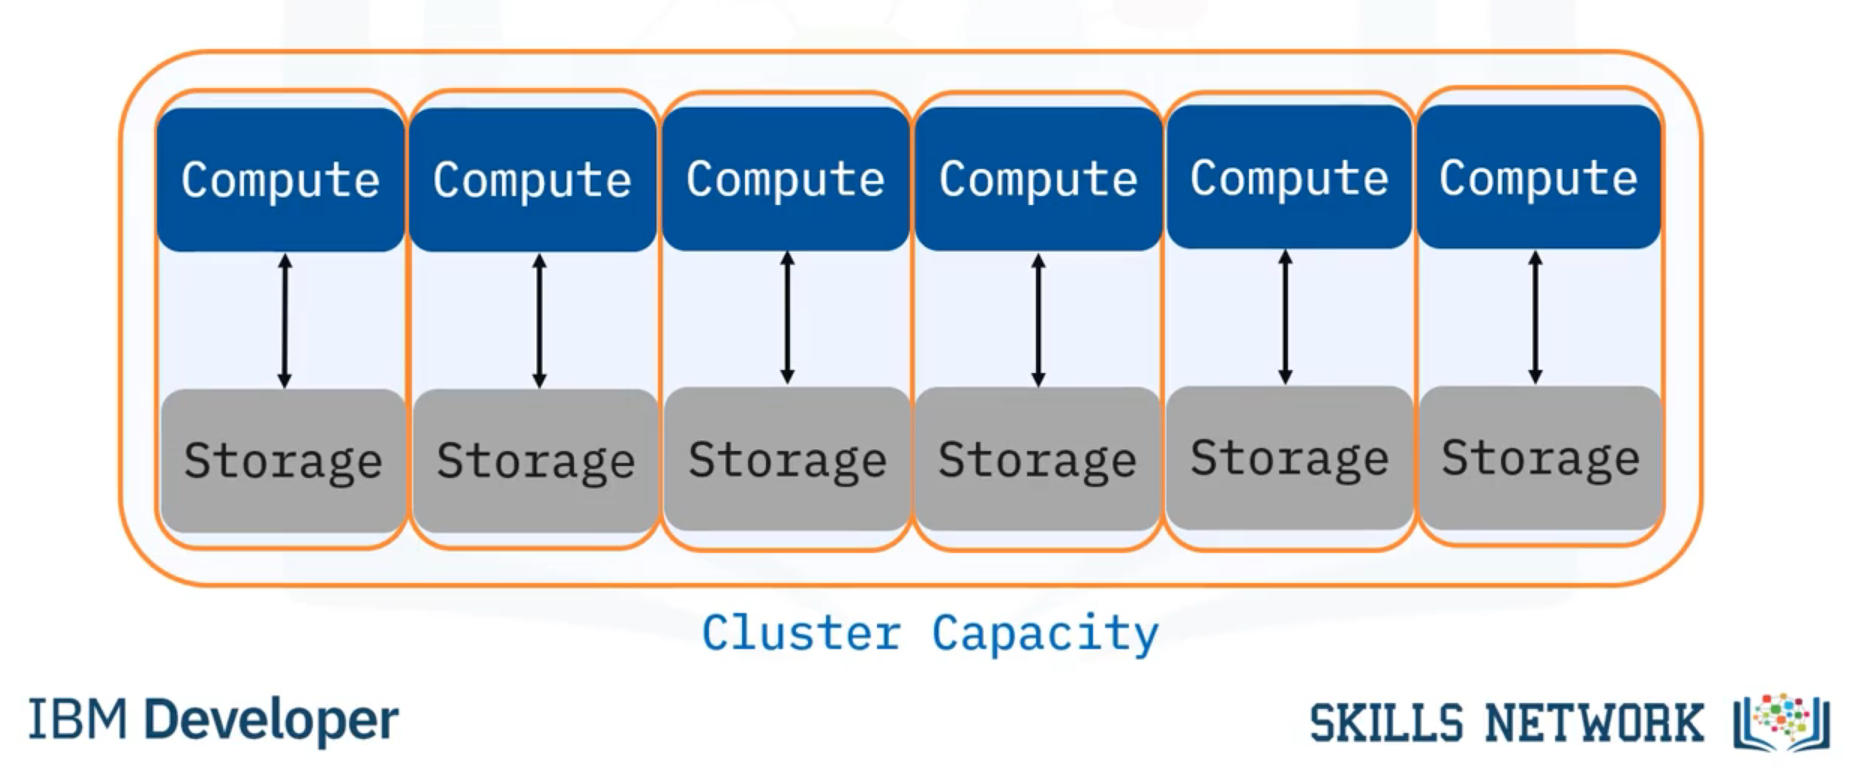 Compute Compute Compute Compute Compute Compute
Storage Storage Storage Storage Storage Storage
Cluster Capacity
IBM Developer
SKILLS NETWORK